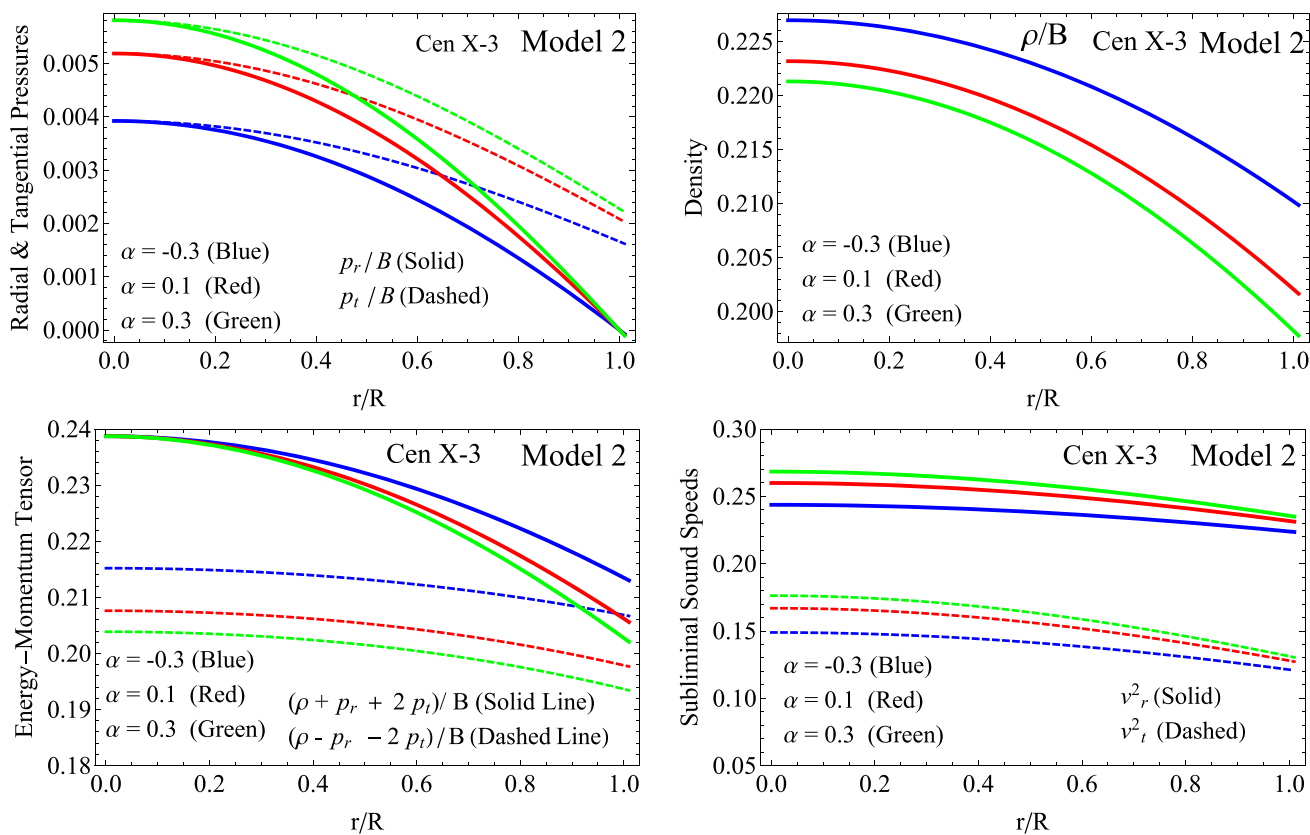 Cen X-3 Model 2
Radial & Tangential Pressures
0.005
0.004
0.003
0.002
0.001
0.000
α = -0.3 (Blue)
α = 0.1 (Red)
α = 0.3 (Green)
p_r / B (Solid)
p_t / B (Dashed)
0.0 0.2 0.4 0.6 0.8 1.0
r/R
ρ/B Cen X-3 Model 2
Density
0.225
0.220
0.215
0.210
0.205
0.200
α = -0.3 (Blue)
α = 0.1 (Red)
α = 0.3 (Green)
0.0 0.2 0.4 0.6 0.8 1.0
r/R
Cen X-3 Model 2
Energy-Momentum Tensor
0.24
0.23
0.22
0.21
0.20
0.19
0.18
α = -0.3 (Blue)
α = 0.1 (Red)
α = 0.3 (Green)
(ρ + p_r + 2 p_t)/ B (Solid Line)
(ρ - p_r - 2 p_t)/ B (Dashed Line)
0.0 0.2 0.4 0.6 0.8 1.0
r/R
Cen X-3 Model 2
Subliminal Sound Speeds
0.30
0.25
0.20
0.15
0.10
0.05
α = -0.3 (Blue)
α = 0.1 (Red)
α = 0.3 (Green)
v²_r (Solid)
v²_t (Dashed)
0.0 0.2 0.4 0.6 0.8 1.0
r/R